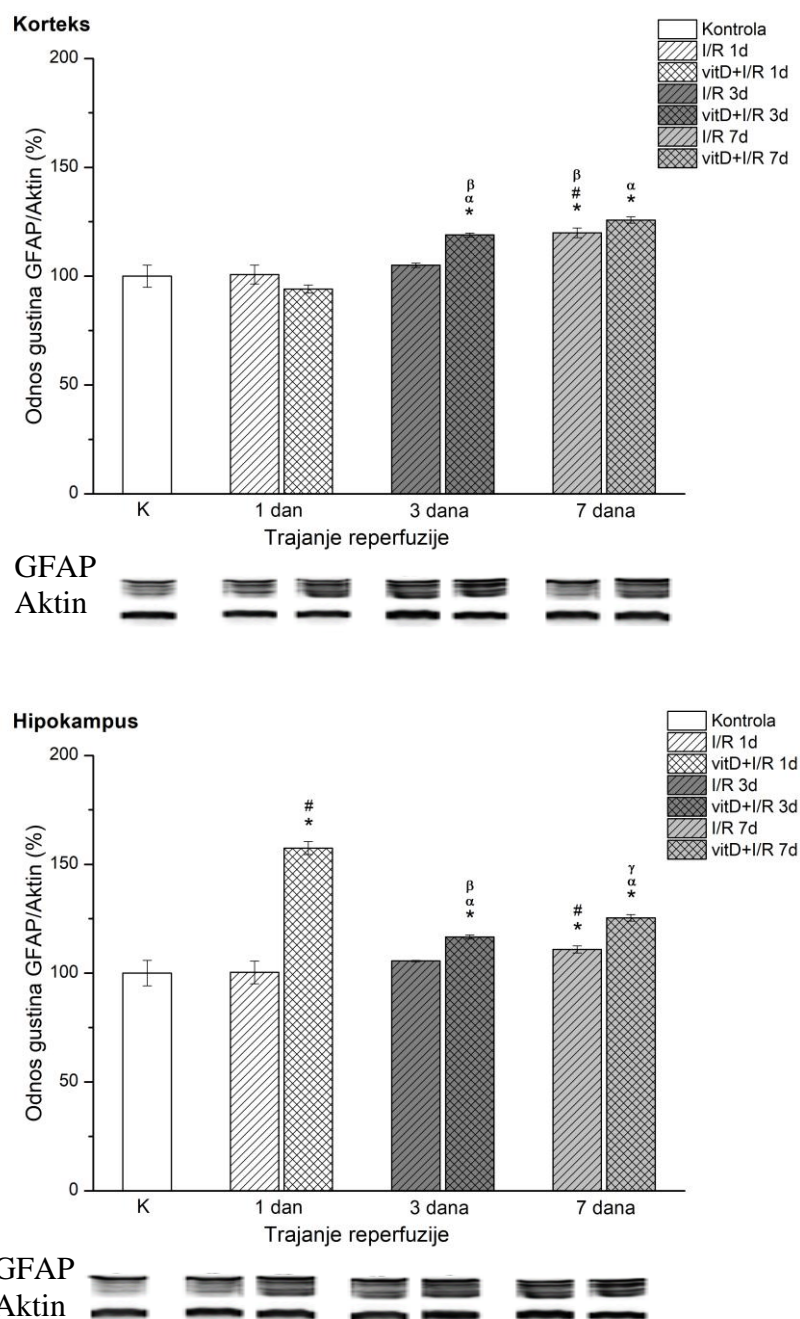 Korteks
Kontrola
I/R 1d
vitD+I/R 1d
I/R 3d
vitD+I/R 3d
I/R 7d
vitD+I/R 7d
Odnos gustina GFAP/Aktin (%)
200
150
100
50
0
β
α
*
β
#
*
α
*
K
1 dan
3 dana
7 dana
Trajanje reperfuzije
GFAP
Aktin
Hipokampus
Kontrola
I/R 1d
vitD+I/R 1d
I/R 3d
vitD+I/R 3d
I/R 7d
vitD+I/R 7d
Odnos gustina GFAP/Aktin (%)
200
150
100
50
0
#
*
β
α
*
#
*
γ
α
*
K
1 dan
3 dana
7 dana
Trajanje reperfuzije
GFAP
Aktin